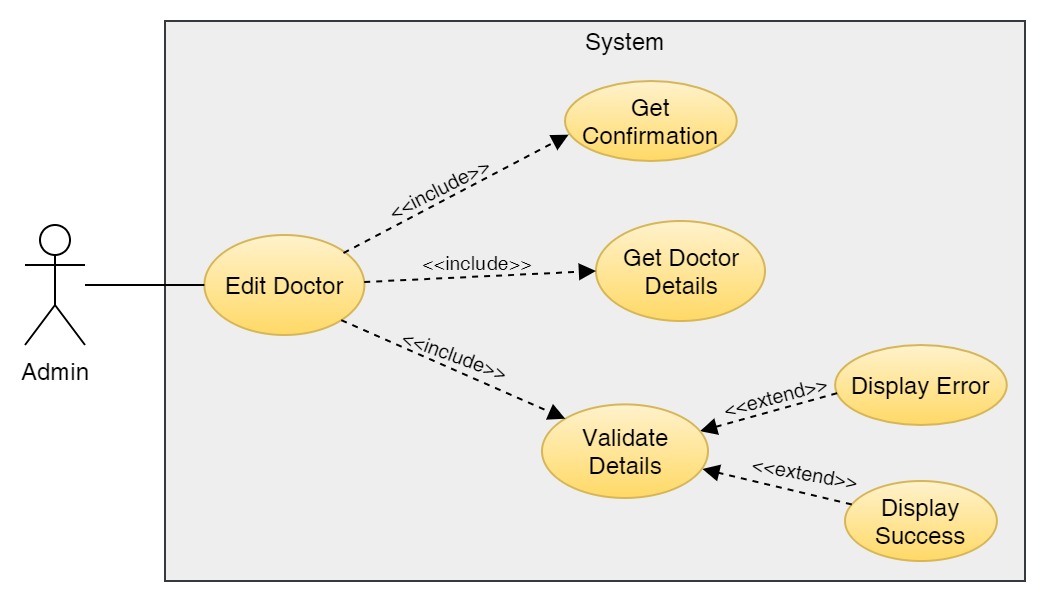 System
Get
Confirmation
<<include>>
Get Doctor
Details
<<include>>
Edit Doctor
<<include>>
Admin
Display Error
<<extend>>
Validate
Details
<<extend>>
Display
Success